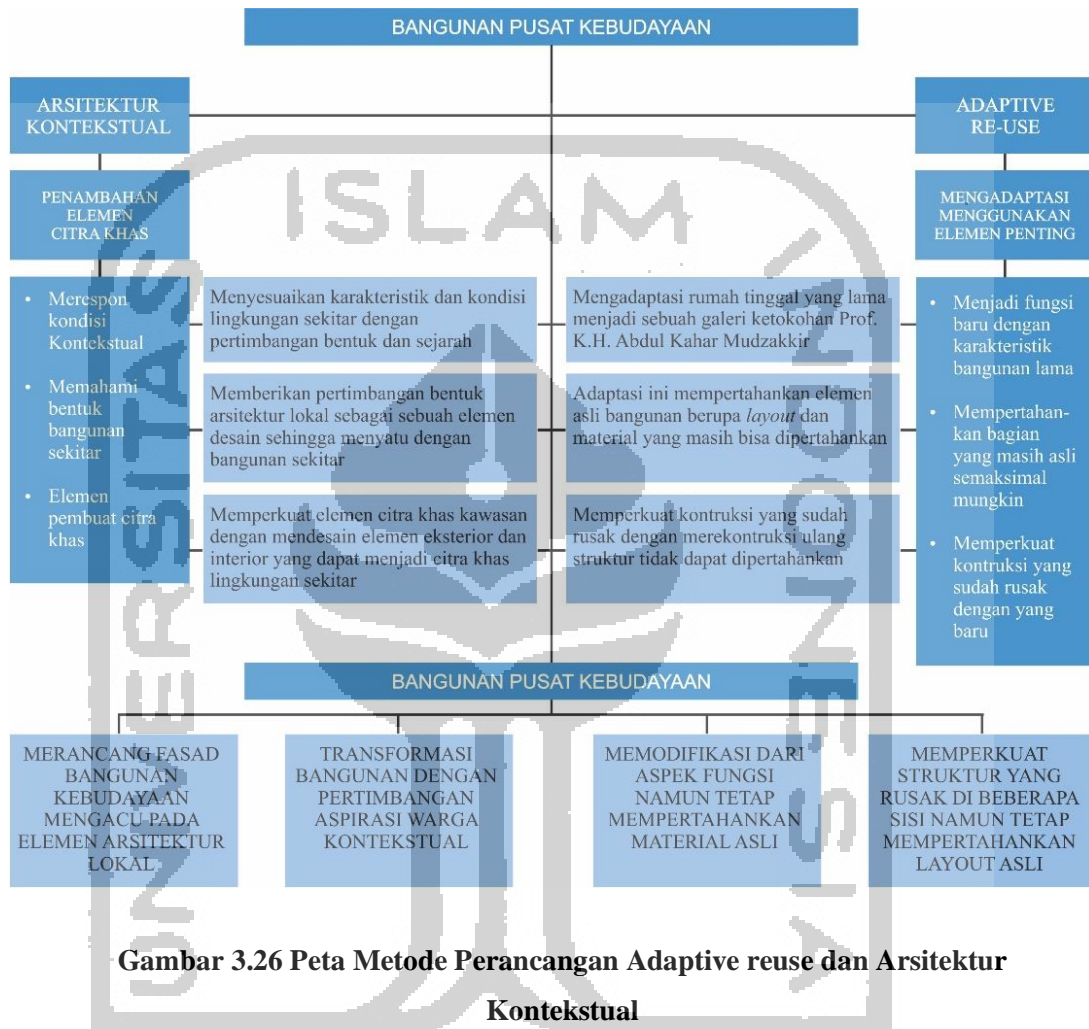 BANGUNAN PUSAT KEBUDAYAAN
ARSITEKTUR
KONTEKSTUAL
ADAPTIVE
RE-USE
PENAMBAHAN
ELEMEN
CITRA KHAS
MENGADAPTASI
MENGGUNAKAN
ELEMEN PENTING
• Merespon
kondisi
Kontekstual
• Memahami
bentuk
bangunan
sekitar
• Elemen
pembuat citra
khas
Menyesuaikan karakteristik dan kondisi
lingkungan sekitar dengan
pertimbangan bentuk dan sejarah
Memberikan pertimbangan bentuk
arsitektur lokal sebagai sebuah elemen
desain sehingga menyatu dengan
bangunan sekitar
Memperkuat elemen citra khas kawasan
dengan mendesain elemen eksterior dan
interior yang dapat menjadi citra khas
lingkungan sekitar
Mengadaptasi rumah tinggal yang lama
menjadi sebuah galeri ketokohan Prof.
K.H. Abdul Kahar Mudzakkir
Adaptasi ini mempertahankan elemen
asli bangunan berupa layout dan
material yang masih bisa dipertahankan
Memperkuat kontruksi yang sudah
rusak dengan merekontruksi ulang
struktur tidak dapat dipertahankan
• Menjadi fungsi
baru dengan
karakteristik
bangunan lama
• Mempertahan-
kan bagian
yang masih asli
semaksimal
mungkin
• Memperkuat
kontruksi yang
sudah rusak
dengan yang
baru
BANGUNAN PUSAT KEBUDAYAAN
MERANCANG FASAD
BANGUNAN
KEBUDAYAAN
MENGACU PADA
ELEMEN ARSITEKTUR
LOKAL
TRANSFORMASI
BANGUNAN DENGAN
PERTIMBANGAN
ASPIRASI WARGA
KONTEKSTUAL
MEMODIFIKASI DARI
ASPEK FUNGSI
NAMUN TETAP
MEMPERTAHANKAN
MATERIAL ASLI
MEMPERKUAT
STRUKTUR YANG
RUSAK DI BEBERAPA
SISI NAMUN TETAP
MEMPERTAHANKAN
LAYOUT ASLI
Gambar 3.26 Peta Metode Perancangan Adaptive reuse dan Arsitektur
Kontekstual
UNIVERSITAS
ISLAM
INDONESIA